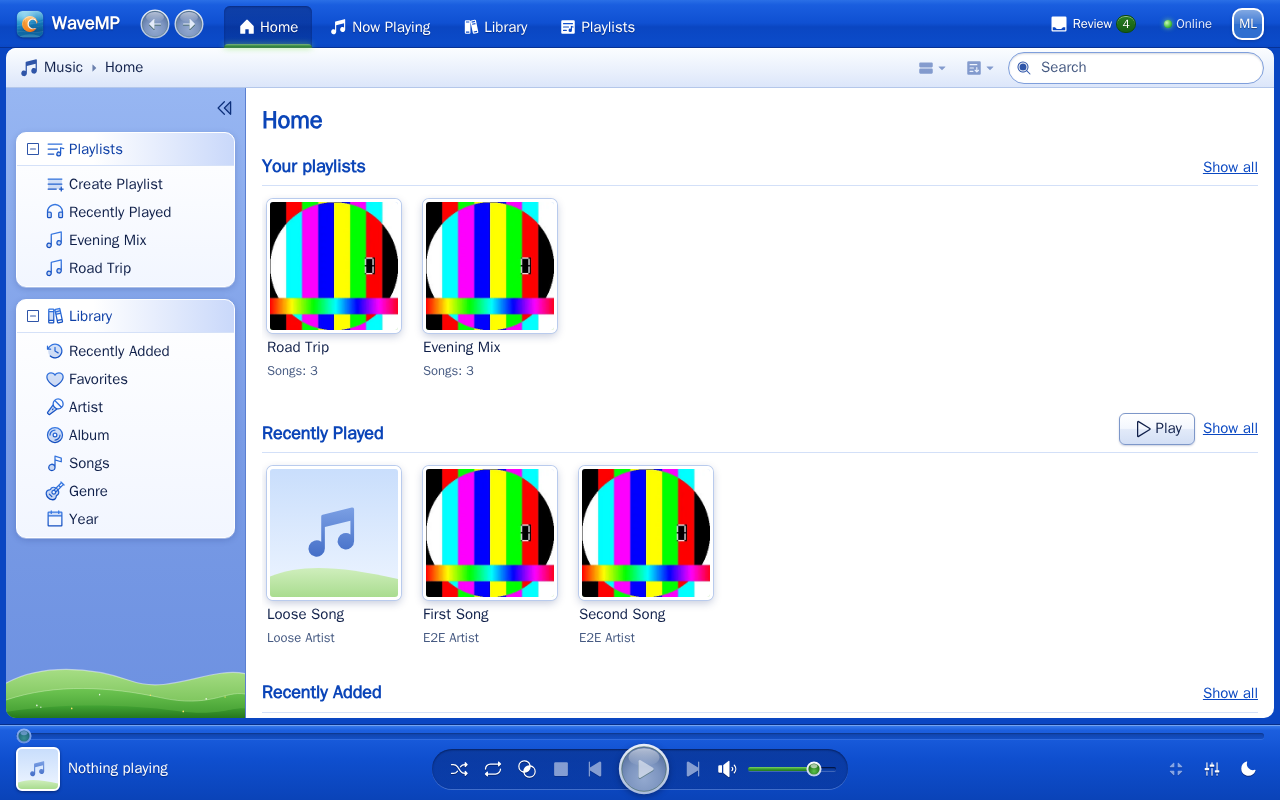 WaveMP
Home
Now Playing
Library
Playlists
Review 4
Online
ML
Music
Home
Search
Playlists
Create Playlist
Recently Played
Evening Mix
Road Trip
Library
Recently Added
Favorites
Artist
Album
Songs
Genre
Year
Home
Your playlists
Show all
Road Trip
Songs: 3
Evening Mix
Songs: 3
Recently Played
Play
Show all
Loose Song
Loose Artist
First Song
E2E Artist
Second Song
E2E Artist
Recently Added
Show all
Nothing playing